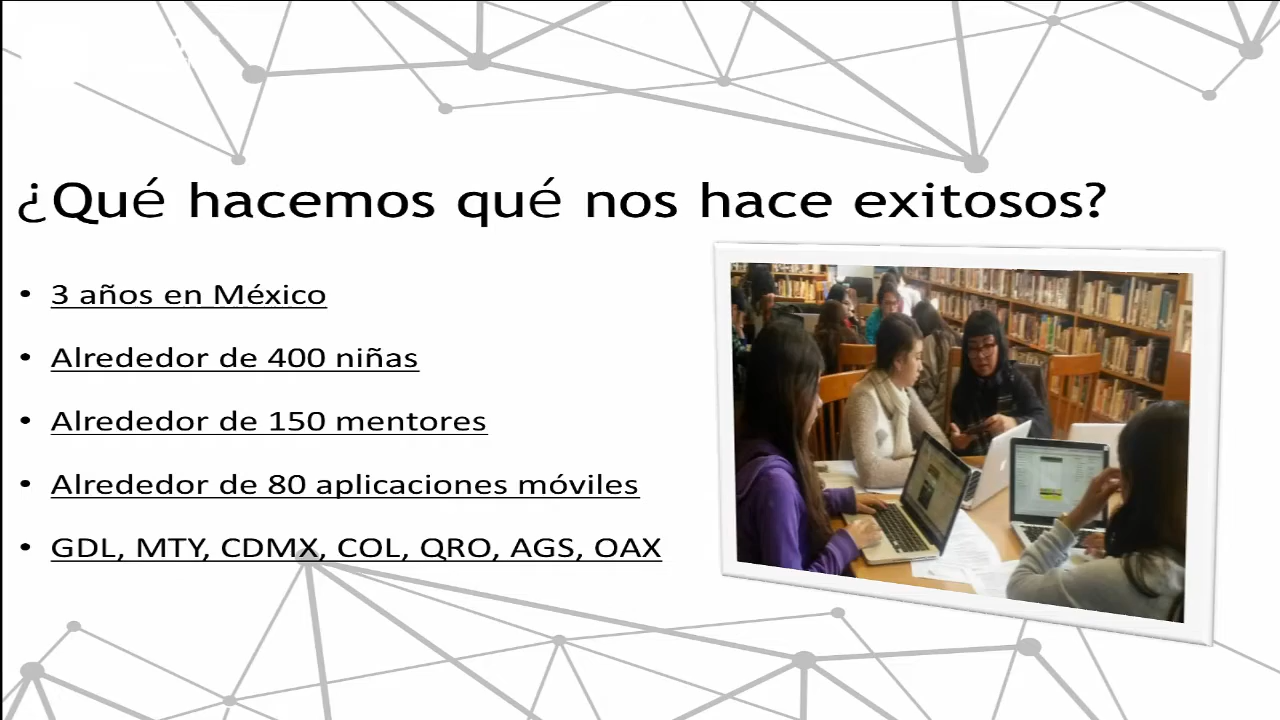 ¿Qué hacemos qué nos hace exitosos?
• 3 años en México
• Alrededor de 400 niñas
• Alrededor de 150 mentores
• Alrededor de 80 aplicaciones móviles
• GDL, MTY, CDMX, COL, QRO, AGS, OAX